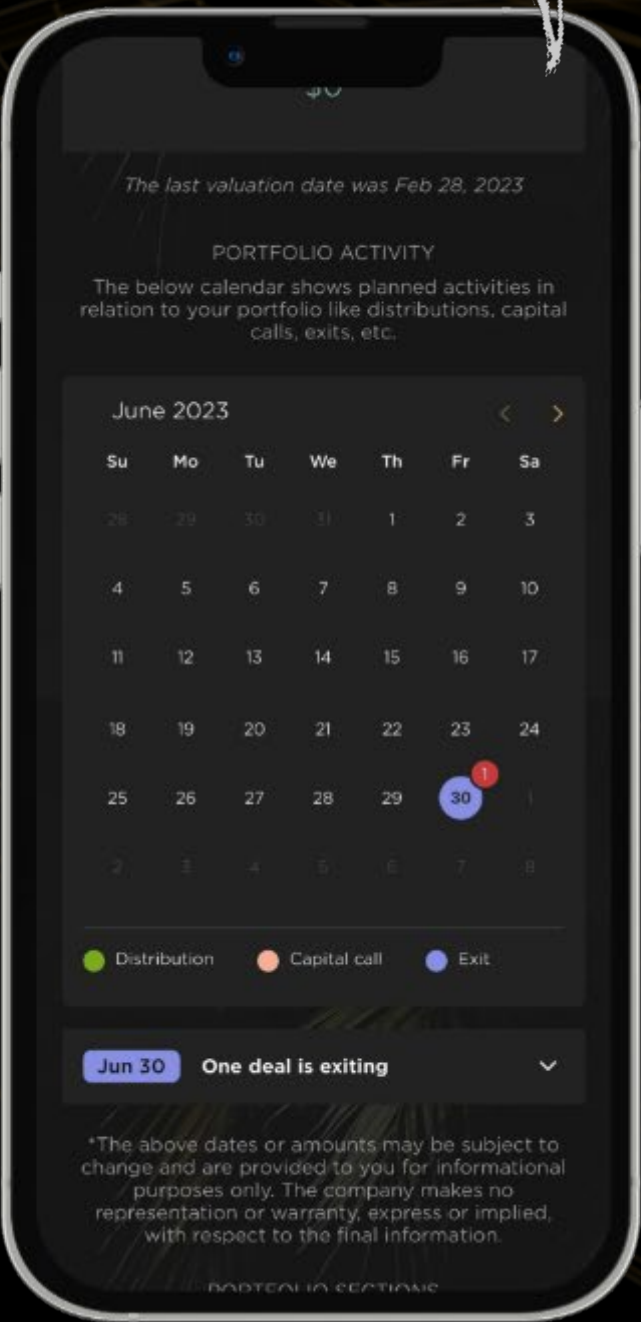 $0
The last valuation date was Feb 28, 2023
PORTFOLIO ACTIVITY
The below calendar shows planned activities in
relation to your portfolio like distributions, capital
calls, exits, etc.
June 2023
Su Mo Tu We Th Fr Sa
28 29 30 31 1 2 3
4 5 6 7 8 9 10
11 12 13 14 15 16 17
18 19 20 21 22 23 24
1
25 26 27 28 29 30 1
2 3 4 5 6 7 8
Distribution Capital call Exit
Jun 30 One deal is exiting
*The above dates or amounts may be subject to
change and are provided to you for informational
purposes only. The company makes no
representation or warranty, express or implied,
with respect to the final information.
PORTFOLIO SECTIONS